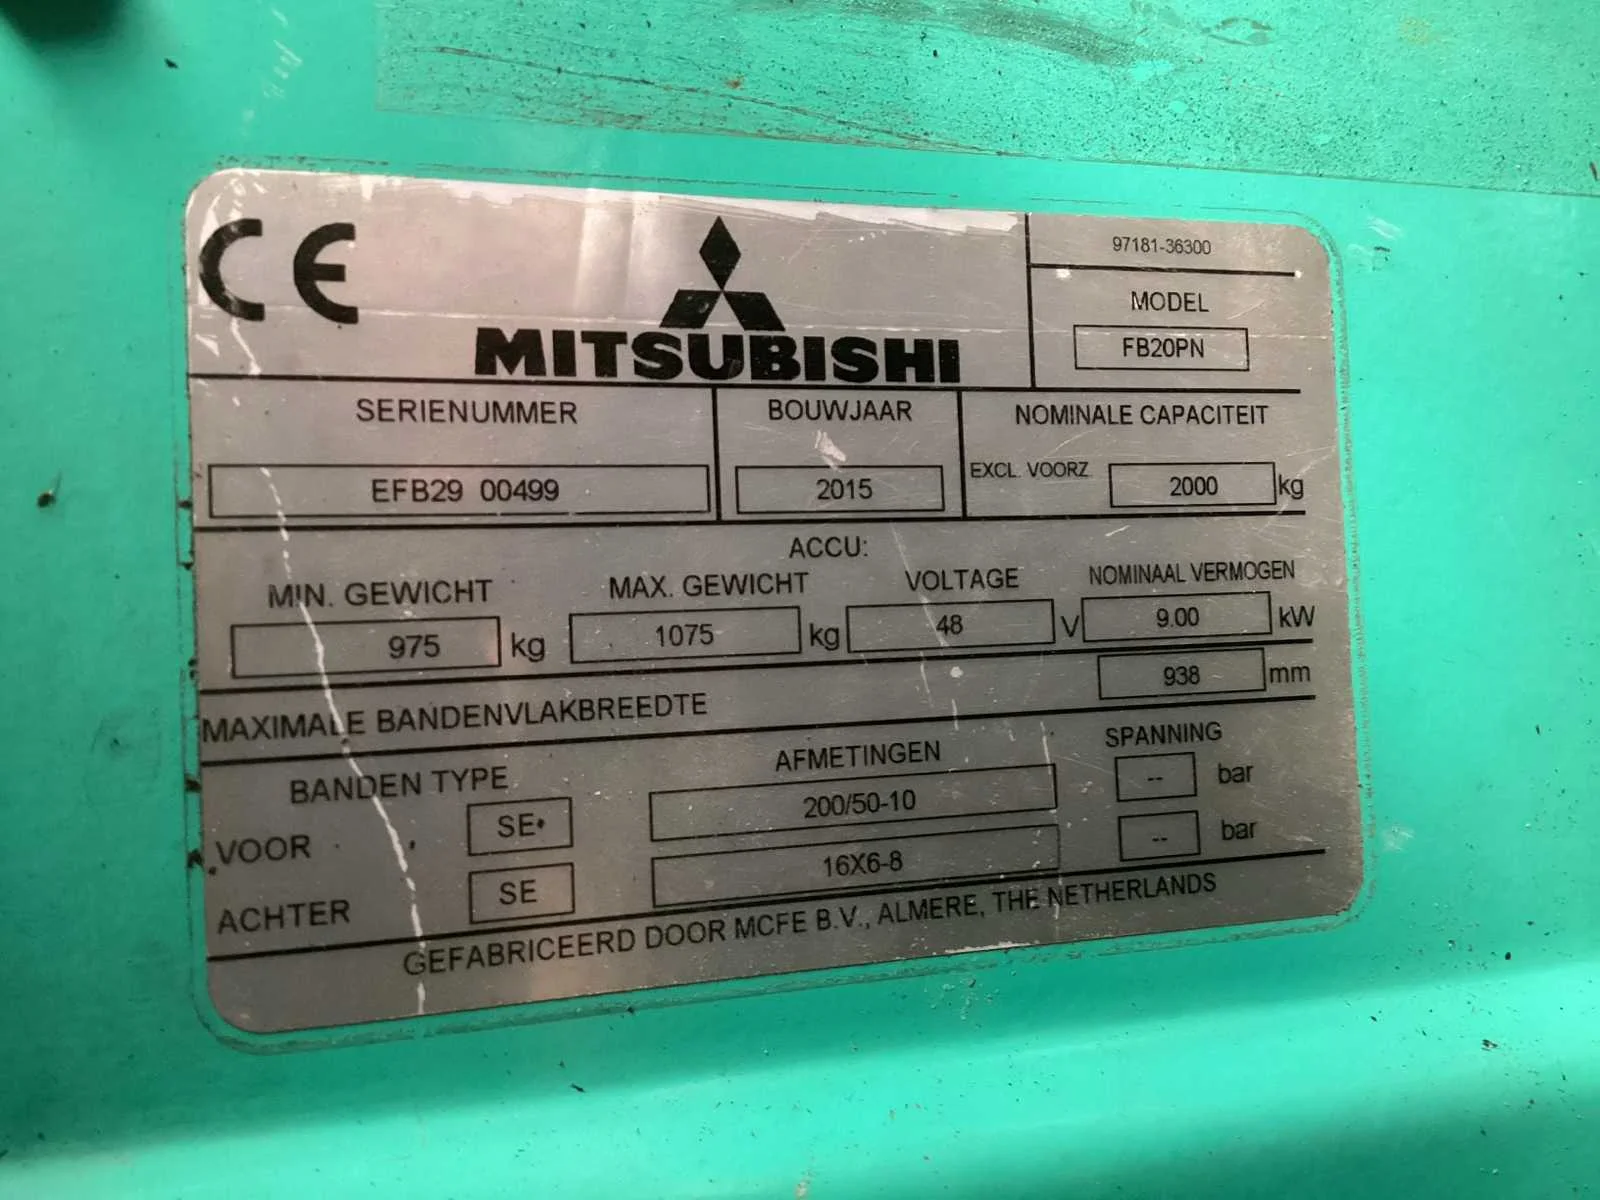 CE
MITSUBISHI
97181-36300
MODEL
FB20PN
SERIENUMMER BOUWJAAR NOMINALE CAPACITEIT
EFB29 00499 2015 EXCL. VOORZ. 2000 kg
ACCU:
MIN. GEWICHT MAX. GEWICHT VOLTAGE NOMINAAL VERMOGEN
975 kg 1075 kg 48 V 9.00 kW
MAXIMALE BANDENVLAKBREEDTE 938 mm
BANDEN TYPE AFMETINGEN SPANNING
VOOR SE 200/50-10 -- bar
ACHTER SE 16X6-8 -- bar
GEFABRICEERD DOOR MCFE B.V., ALMERE, THE NETHERLANDS